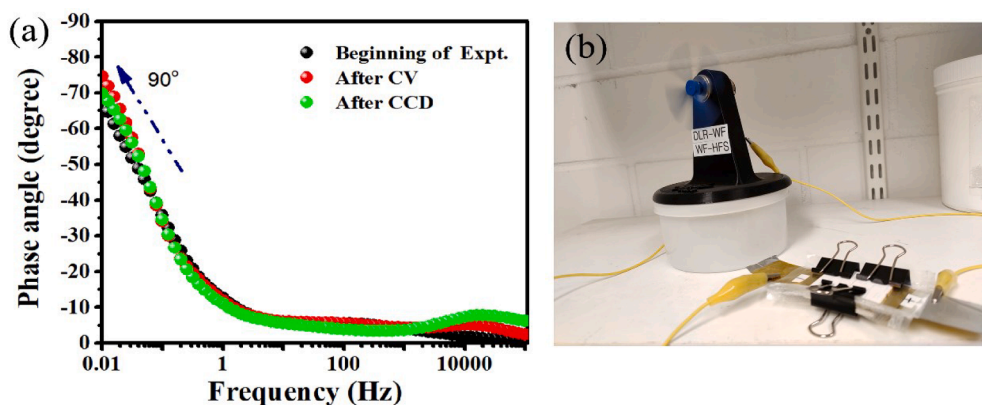 (a)
-90
-80
-70
-60
-50
-40
-30
-20
-10
0
0.01
1
100
10000
Phase angle (degree)
Frequency (Hz)
90°
Beginning of Expt.
After CV
After CCD
(b)
DLR-WF
WF-HFS